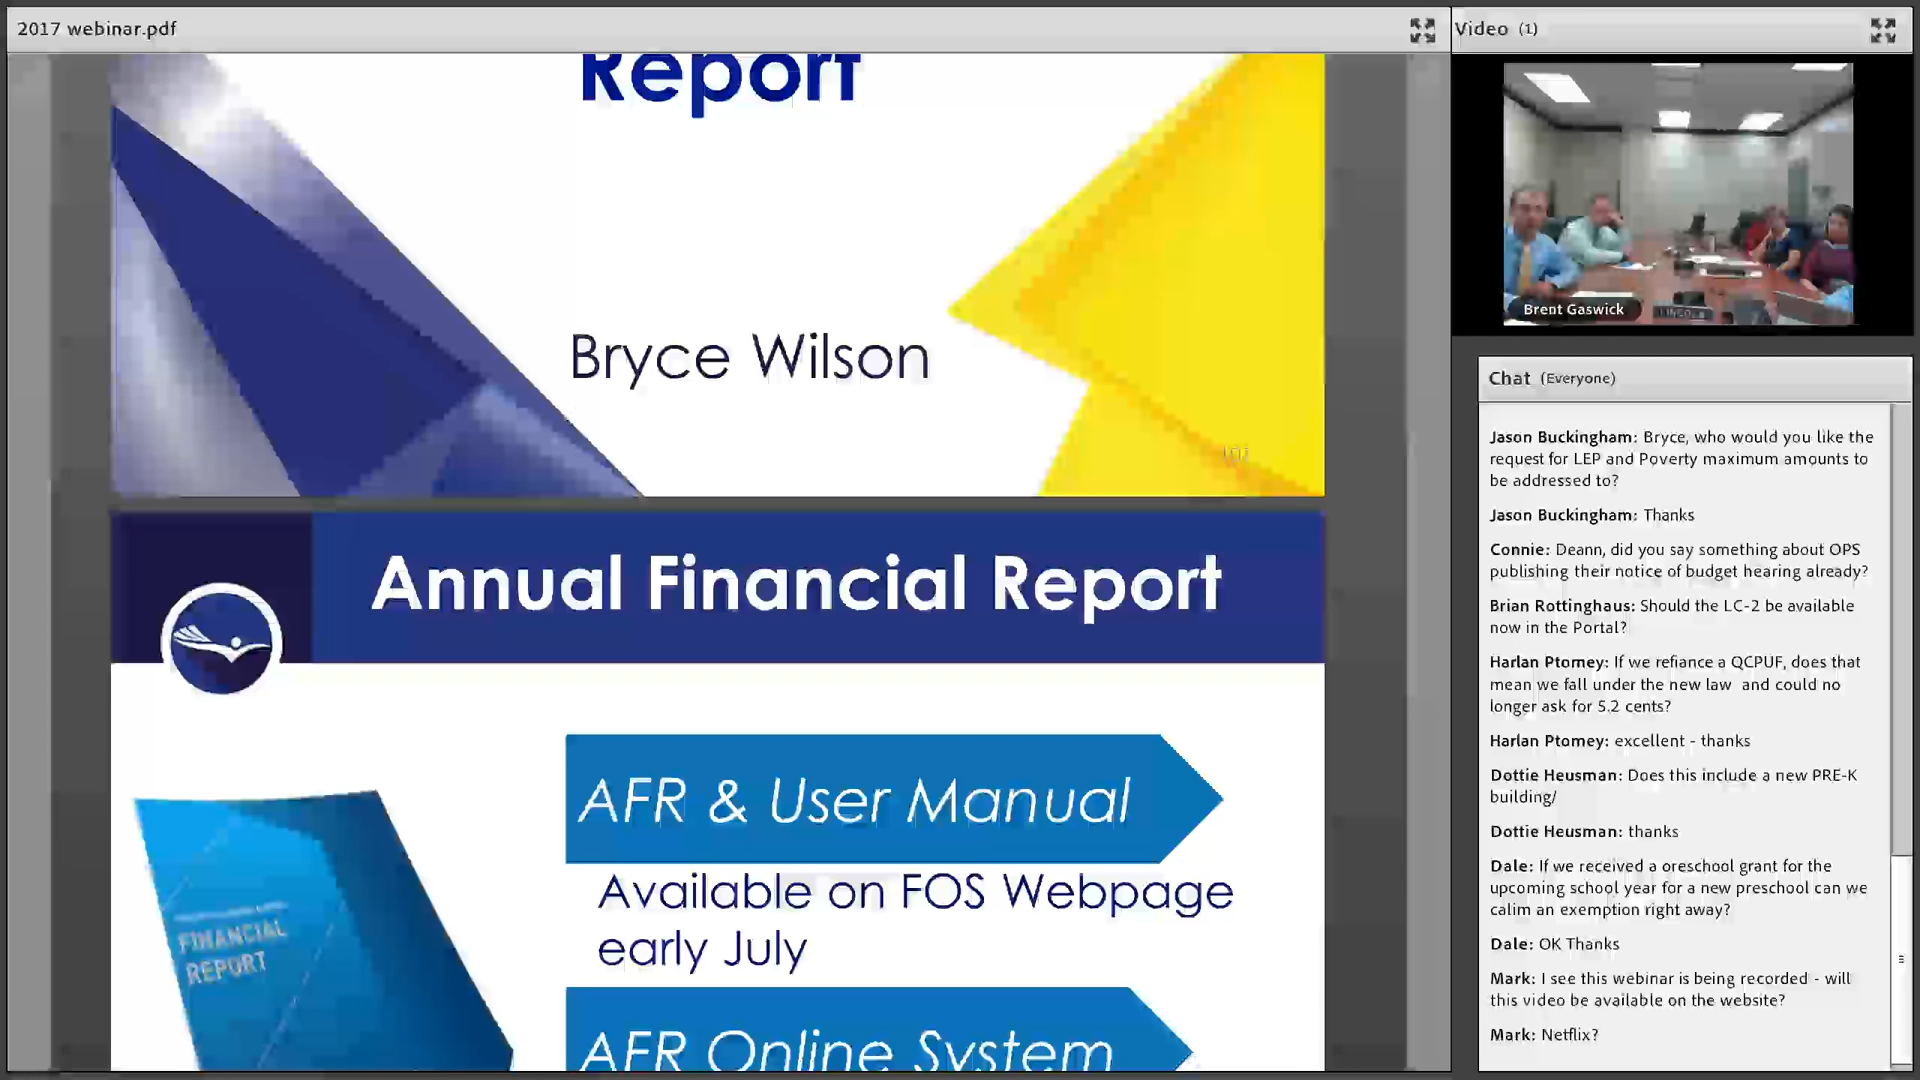 2017 webinar.pdf
Report
Bryce Wilson
Annual Financial Report
AFR & User Manual
Available on FOS Webpage
early July
AFR Online System
FINANCIAL
REPORT
Video (1)
Brent Gaswick
LINCOLN
Chat (Everyone)
Jason Buckingham: Bryce, who would you like the
request for LEP and Poverty maximum amounts to
be addressed to?
Jason Buckingham: Thanks
Connie: Deann, did you say something about OPS
publishing their notice of budget hearing already?
Brian Rottinghaus: Should the LC-2 be available
now in the Portal?
Harlan Ptomey: If we refiance a QCPUF, does that
mean we fall under the new law and could no
longer ask for 5.2 cents?
Harlan Ptomey: excellent - thanks
Dottie Heusman: Does this include a new PRE-K
building/
Dottie Heusman: thanks
Dale: If we received a oreschool grant for the
upcoming school year for a new preschool can we
calim an exemption right away?
Dale: OK Thanks
Mark: I see this webinar is being recorded - will
this video be available on the website?
Mark: Netflix?